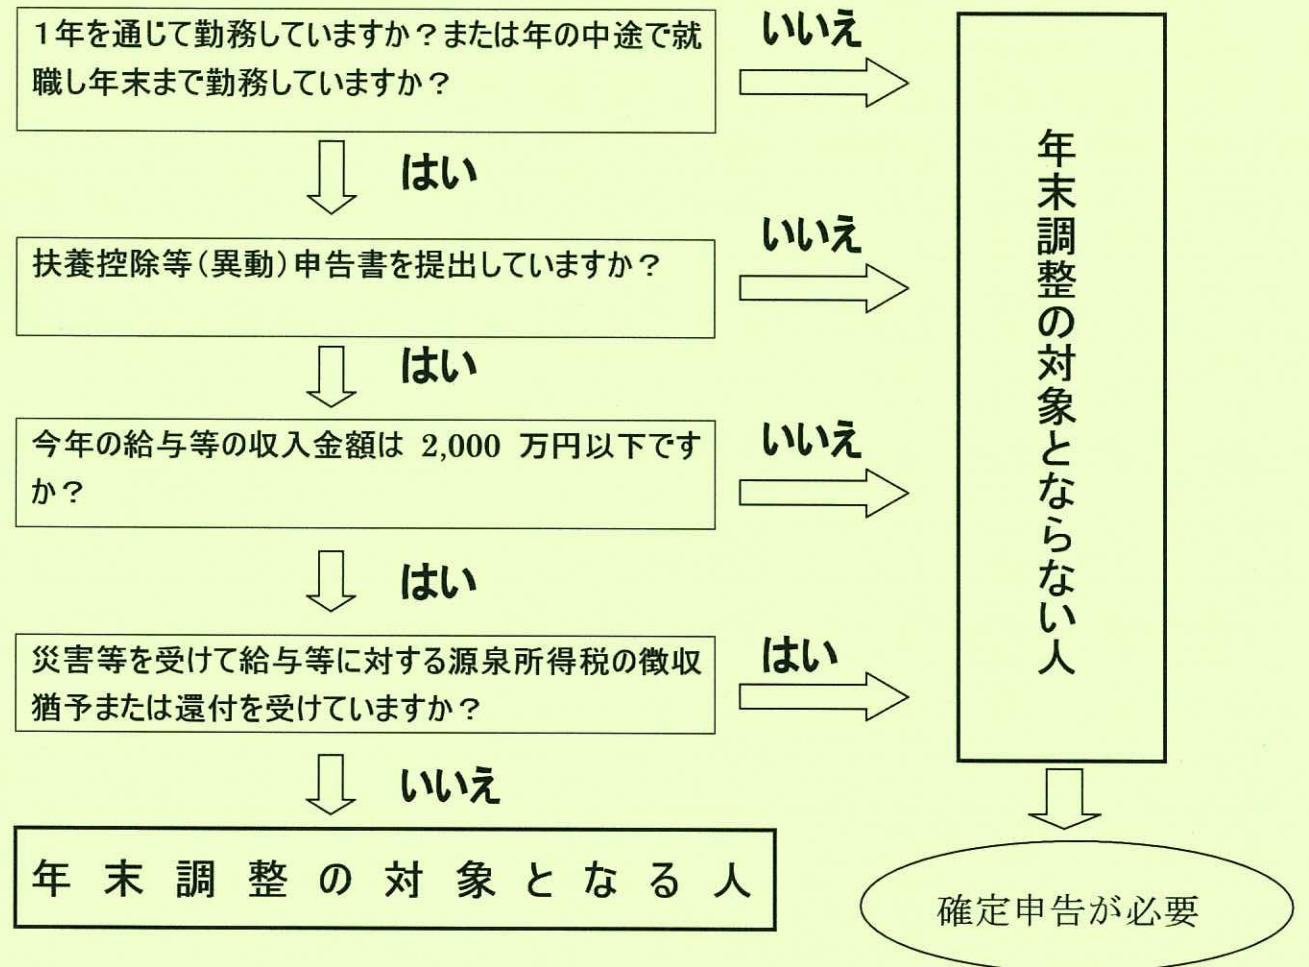 1年を通じて勤務していますか?または年の中途で就
職し年末まで勤務していますか?
いいえ
はい
扶養控除等(異動)申告書を提出していますか?
いいえ
はい
今年の給与等の収入金額は 2,000 万円以下です
か?
いいえ
はい
災害等を受けて給与等に対する源泉所得税の徴収
猶予または還付を受けていますか?
はい
いいえ
年末調整の対象となる人
年末調整の対象とならない人
確定申告が必要